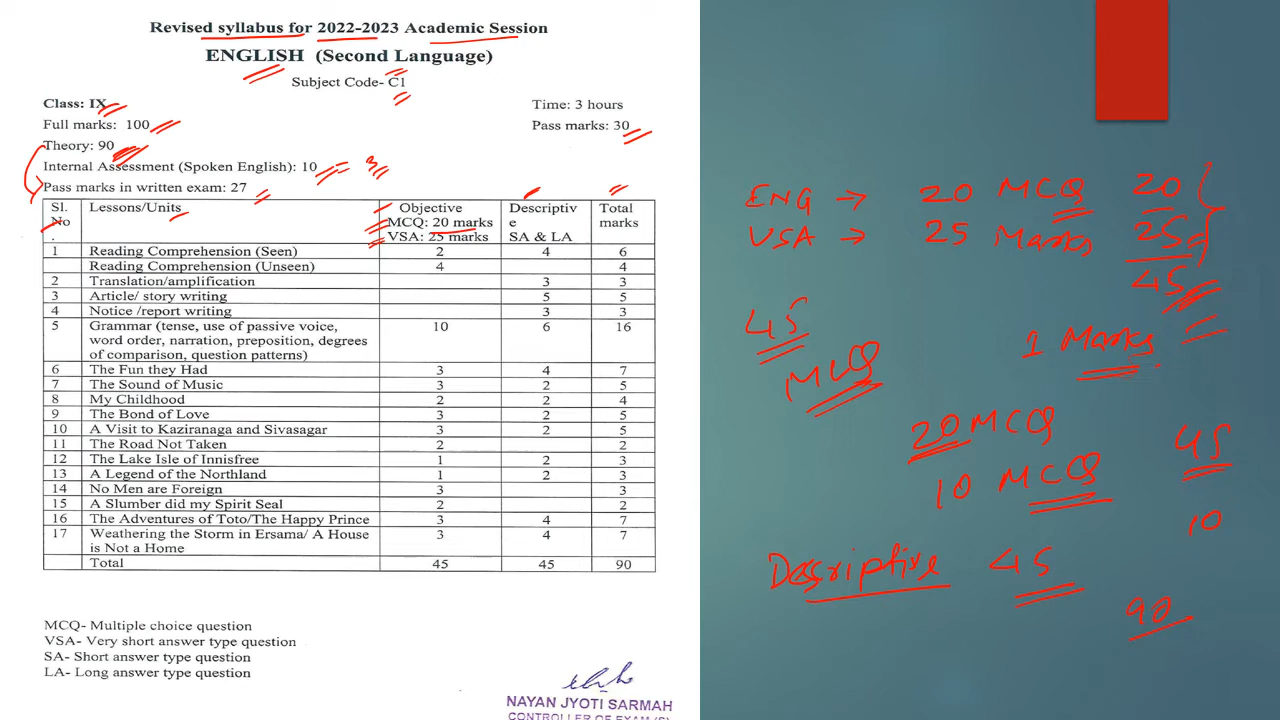 Revised syllabus for 2022-2023 Academic Session
ENGLISH (Second Language)
Subject Code- C1
Class: IX Time: 3 hours
Full marks: 100 Pass marks: 30
Theory: 90
Internal Assessment (Spoken English): 10 = 3
Pass marks in written exam: 27
Sl. No . Lessons/Units Objective MCQ: 20 marks VSA: 25 marks Descriptiv e SA & LA Total marks
1 Reading Comprehension (Seen) 2 4 6
Reading Comprehension (Unseen) 4 4
2 Translation/amplification 3 3
3 Article/ story writing 5 5
4 Notice /report writing 3 3
5 Grammar (tense, use of passive voice, 10 6 16
word order, narration, preposition, degrees
of comparison, question patterns)
6 The Fun they Had 3 4 7
7 The Sound of Music 3 2 5
8 My Childhood 2 2 4
9 The Bond of Love 3 2 5
10 A Visit to Kaziranaga and Sivasagar 3 2 5
11 The Road Not Taken 2 2
12 The Lake Isle of Innisfree 1 2 3
13 A Legend of the Northland 1 2 3
14 No Men are Foreign 3 3
15 A Slumber did my Spirit Seal 2 2
16 The Adventures of Toto/The Happy Prince 3 4 7
17 Weathering the Storm in Ersama/ A House 3 4 7
is Not a Home
Total 45 45 90
MCQ- Multiple choice question
VSA- Very short answer type question
SA- Short answer type question
LA- Long answer type question
NAYAN JYOTI SARMAH
CONTROLLER OF EXAM (S)
ENG → 20 MCQ 20
VSA → 25 Marks 25
45
45 1 Marks
MCQ
20 MCQ 45
10 MCQ
10
Descriptive 45
90